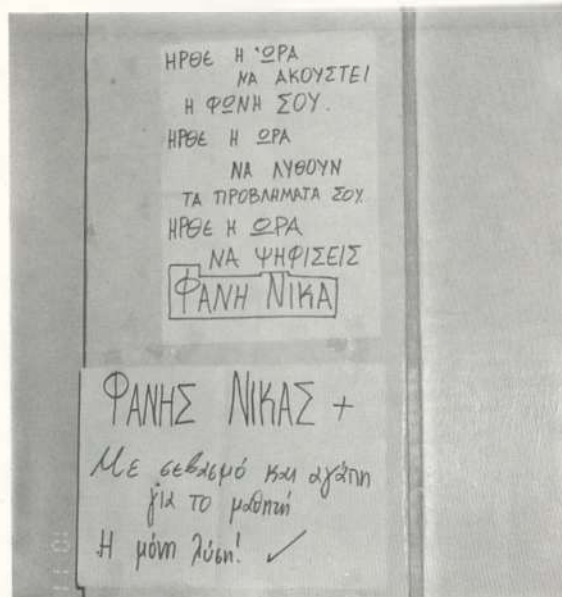 ΗΡΘΕ Η ΏΡΑ
ΝΑ ΑΚΟΥΣΤΕΙ
Η ΦΩΝΗ ΣΟΥ.
ΗΡΘΕ Η ΩΡΑ
ΝΑ ΛΥΘΟΥΝ
ΤΑ ΠΡΟΒΛΗΜΑΤΑ ΣΟΥ.
ΗΡΘΕ Η ΩΡΑ
ΝΑ ΨΗΦΙΣΕΙΣ
ΦΑΝΗ ΝΙΚΑ
ΦΑΝΗΣ ΝΙΚΑΣ +
Με σεβασμό και αγάπη
για το μαθητή
Η μόνη λύση! ✓